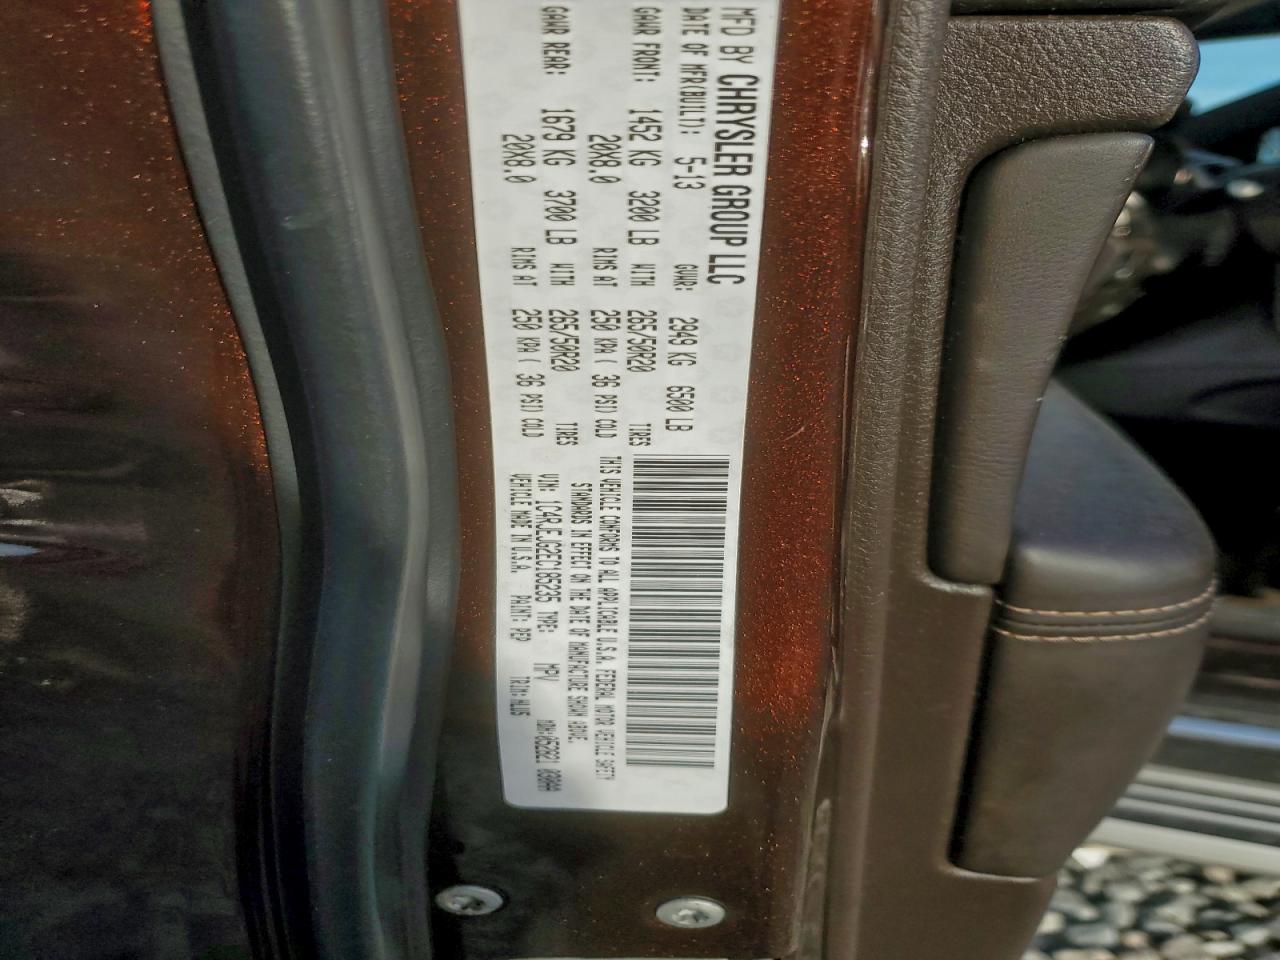 MFD BY CHRYSLER GROUP LLC
DATE OF MFR(BUILT): 5-13 GVWR: 2949 KG 6500 LB
GAWR FRONT: 1452 KG 3200 LB WITH 265/50R20 TIRES
20X8.0 RIMS AT 250 KPA ( 36 PSI) COLD
GAWR REAR: 1679 KG 3700 LB WITH 265/50R20 TIRES
20X8.0 RIMS AT 250 KPA ( 36 PSI) COLD
THIS VEHICLE CONFORMS TO ALL APPLICABLE U.S.A. FEDERAL MOTOR VEHICLE SAFETY
STANDARDS IN EFFECT ON THE DATE OF MANUFACTURE SHOWN ABOVE.
VIN: 1C4RJEJG2EC185235 TYPE: MPV
VEHICLE MADE IN U.S.A. PAINT: PEP TRIM: